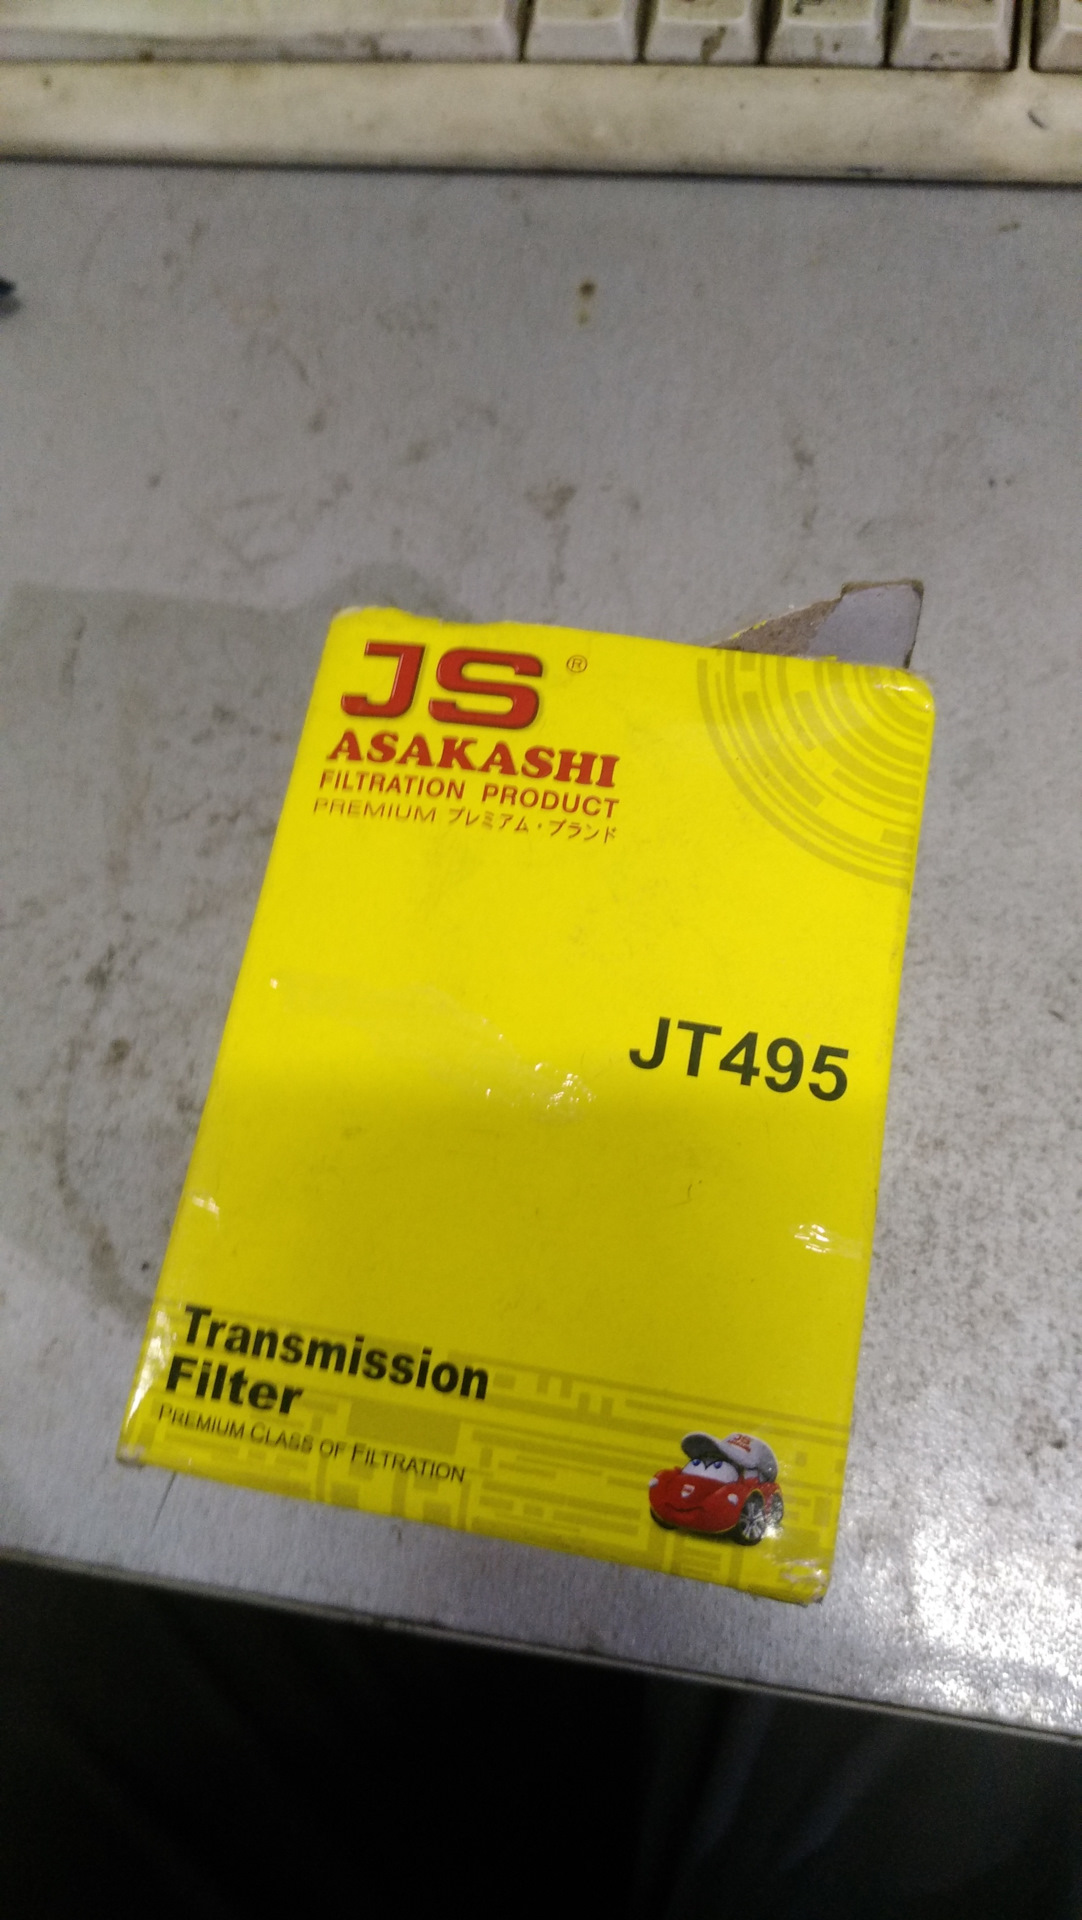 JS ®
ASAKASHI
FILTRATION PRODUCT
PREMIUM プレミアム・ブランド
JT495
Transmission
Filter
PREMIUM CLASS OF FILTRATION
JS